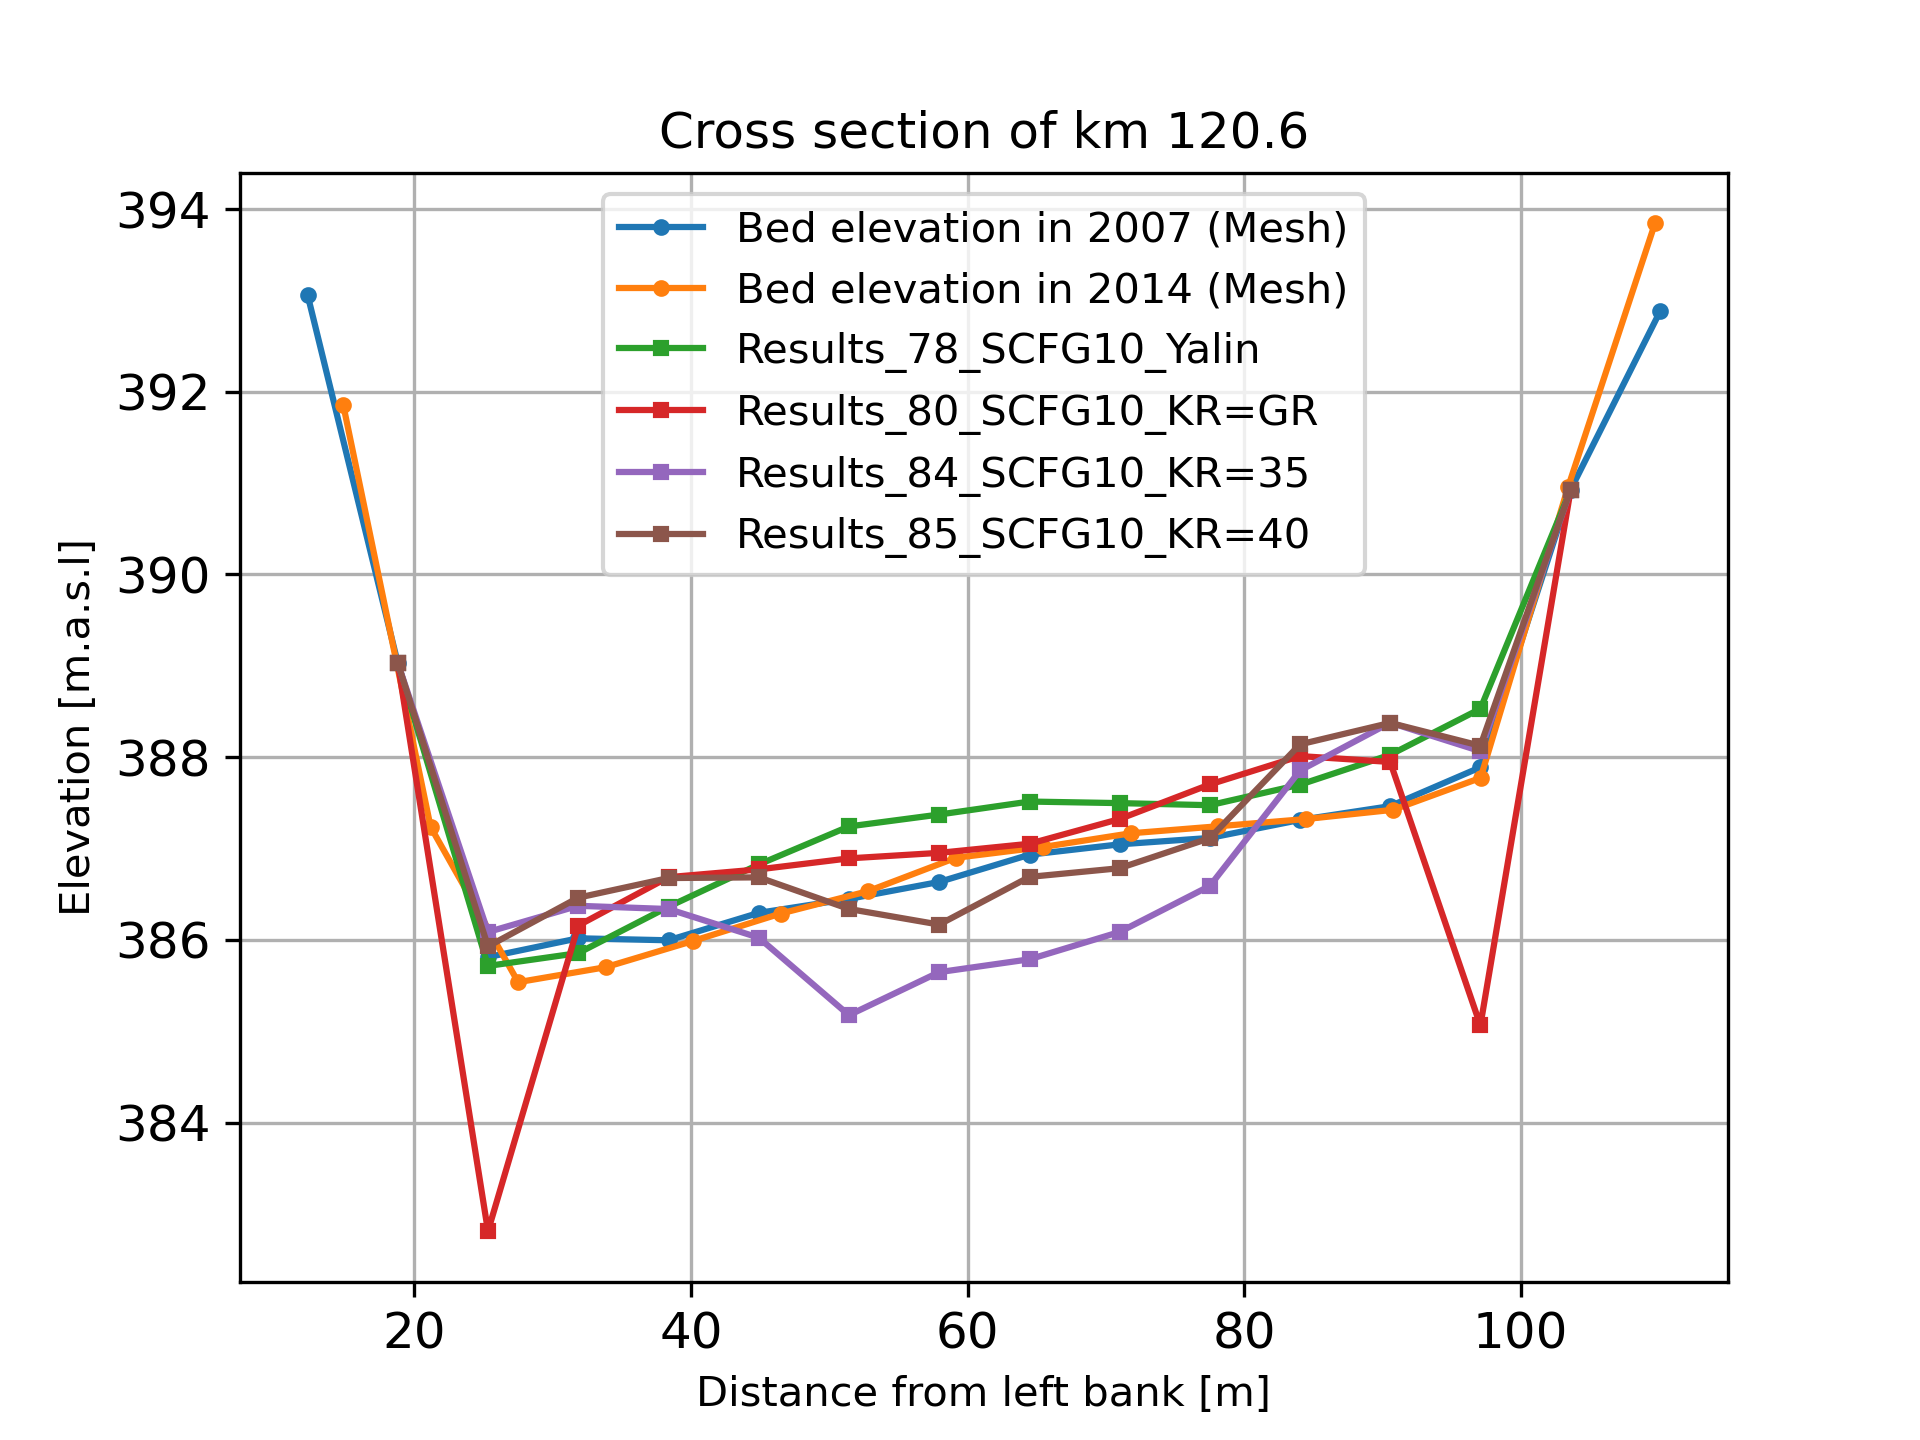 Cross section of km 120.6
Bed elevation in 2007 (Mesh)
Bed elevation in 2014 (Mesh)
Results_78_SCFG10_Yalin
Results_80_SCFG10_KR=GR
Results_84_SCFG10_KR=35
Results_85_SCFG10_KR=40
394
392
390
388
386
384
Elevation [m.a.s.l]
20 40 60 80 100
Distance from left bank [m]